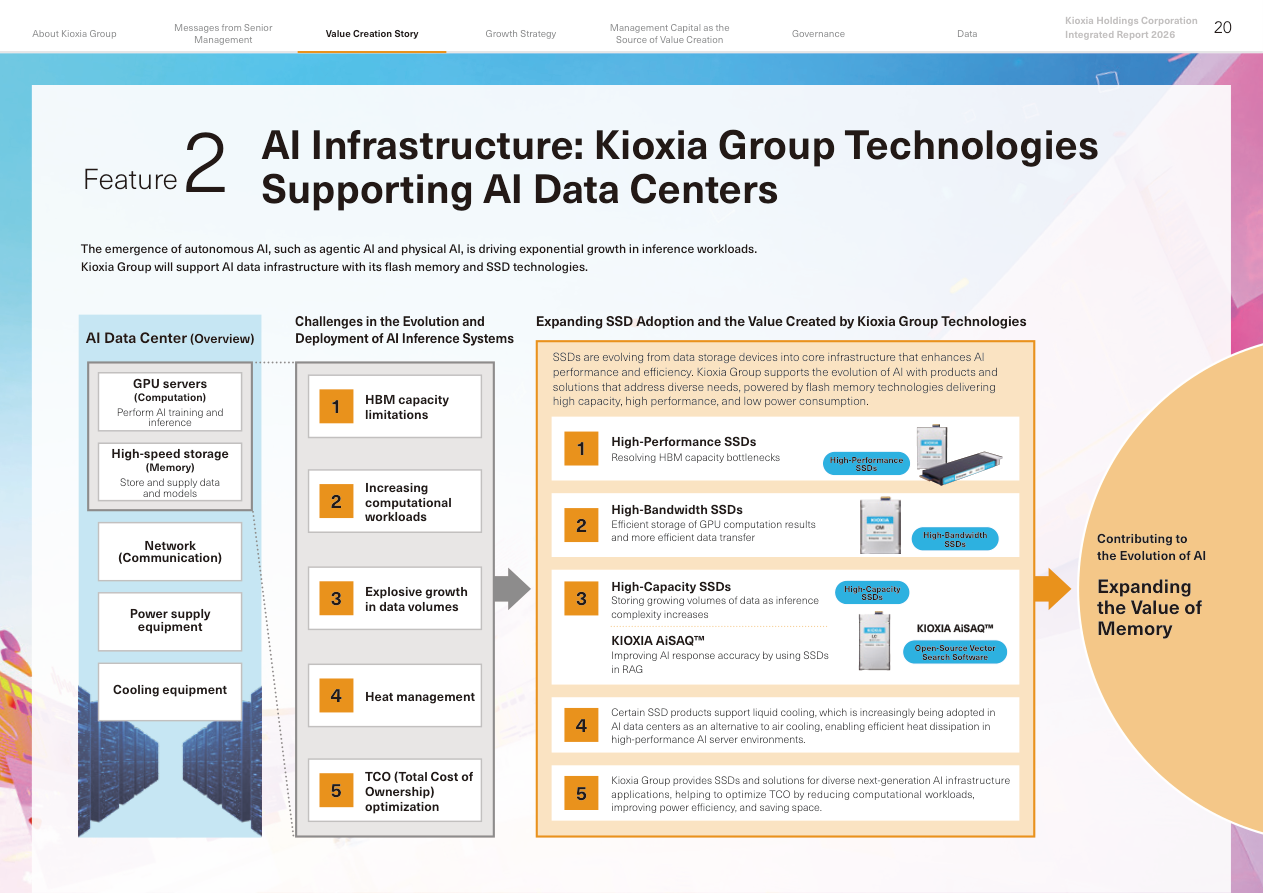 About Kioxia Group
Messages from Senior
Management
Value Creation Story
Growth Strategy
Management Capital as the
Source of Value Creation
Governance
Data
Kioxia Holdings Corporation
Integrated Report 2026
20
Feature 2
AI Infrastructure: Kioxia Group Technologies
Supporting AI Data Centers
The emergence of autonomous AI, such as agentic AI and physical AI, is driving exponential growth in inference workloads.
Kioxia Group will support AI data infrastructure with its flash memory and SSD technologies.
AI Data Center (Overview)
GPU servers
(Computation)
Perform AI training and
inference
High-speed storage
(Memory)
Store and supply data
and models
Network
(Communication)
Power supply
equipment
Cooling equipment
Challenges in the Evolution and
Deployment of AI Inference Systems
1
HBM capacity
limitations
2
Increasing
computational
workloads
3
Explosive growth
in data volumes
4
Heat management
5
TCO (Total Cost of
Ownership)
optimization
Expanding SSD Adoption and the Value Created by Kioxia Group Technologies
SSDs are evolving from data storage devices into core infrastructure that enhances AI
performance and efficiency. Kioxia Group supports the evolution of AI with products and
solutions that address diverse needs, powered by flash memory technologies delivering
high capacity, high performance, and low power consumption.
1
High-Performance SSDs
Resolving HBM capacity bottlenecks
High-Performance
SSDs
2
High-Bandwidth SSDs
Efficient storage of GPU computation results
and more efficient data transfer
KIOXIA
CM
High-Bandwidth
SSDs
3
High-Capacity SSDs
Storing growing volumes of data as inference
complexity increases
KIOXIA AiSAQ™
Improving AI response accuracy by using SSDs
in RAG
High-Capacity
SSDs
KIOXIA
LC
KIOXIA AiSAQ™
Open-Source Vector
Search Software
4
Certain SSD products support liquid cooling, which is increasingly being adopted in
AI data centers as an alternative to air cooling, enabling efficient heat dissipation in
high-performance AI server environments.
5
Kioxia Group provides SSDs and solutions for diverse next-generation AI infrastructure
applications, helping to optimize TCO by reducing computational workloads,
improving power efficiency, and saving space.
Contributing to
the Evolution of AI
Expanding
the Value of
Memory